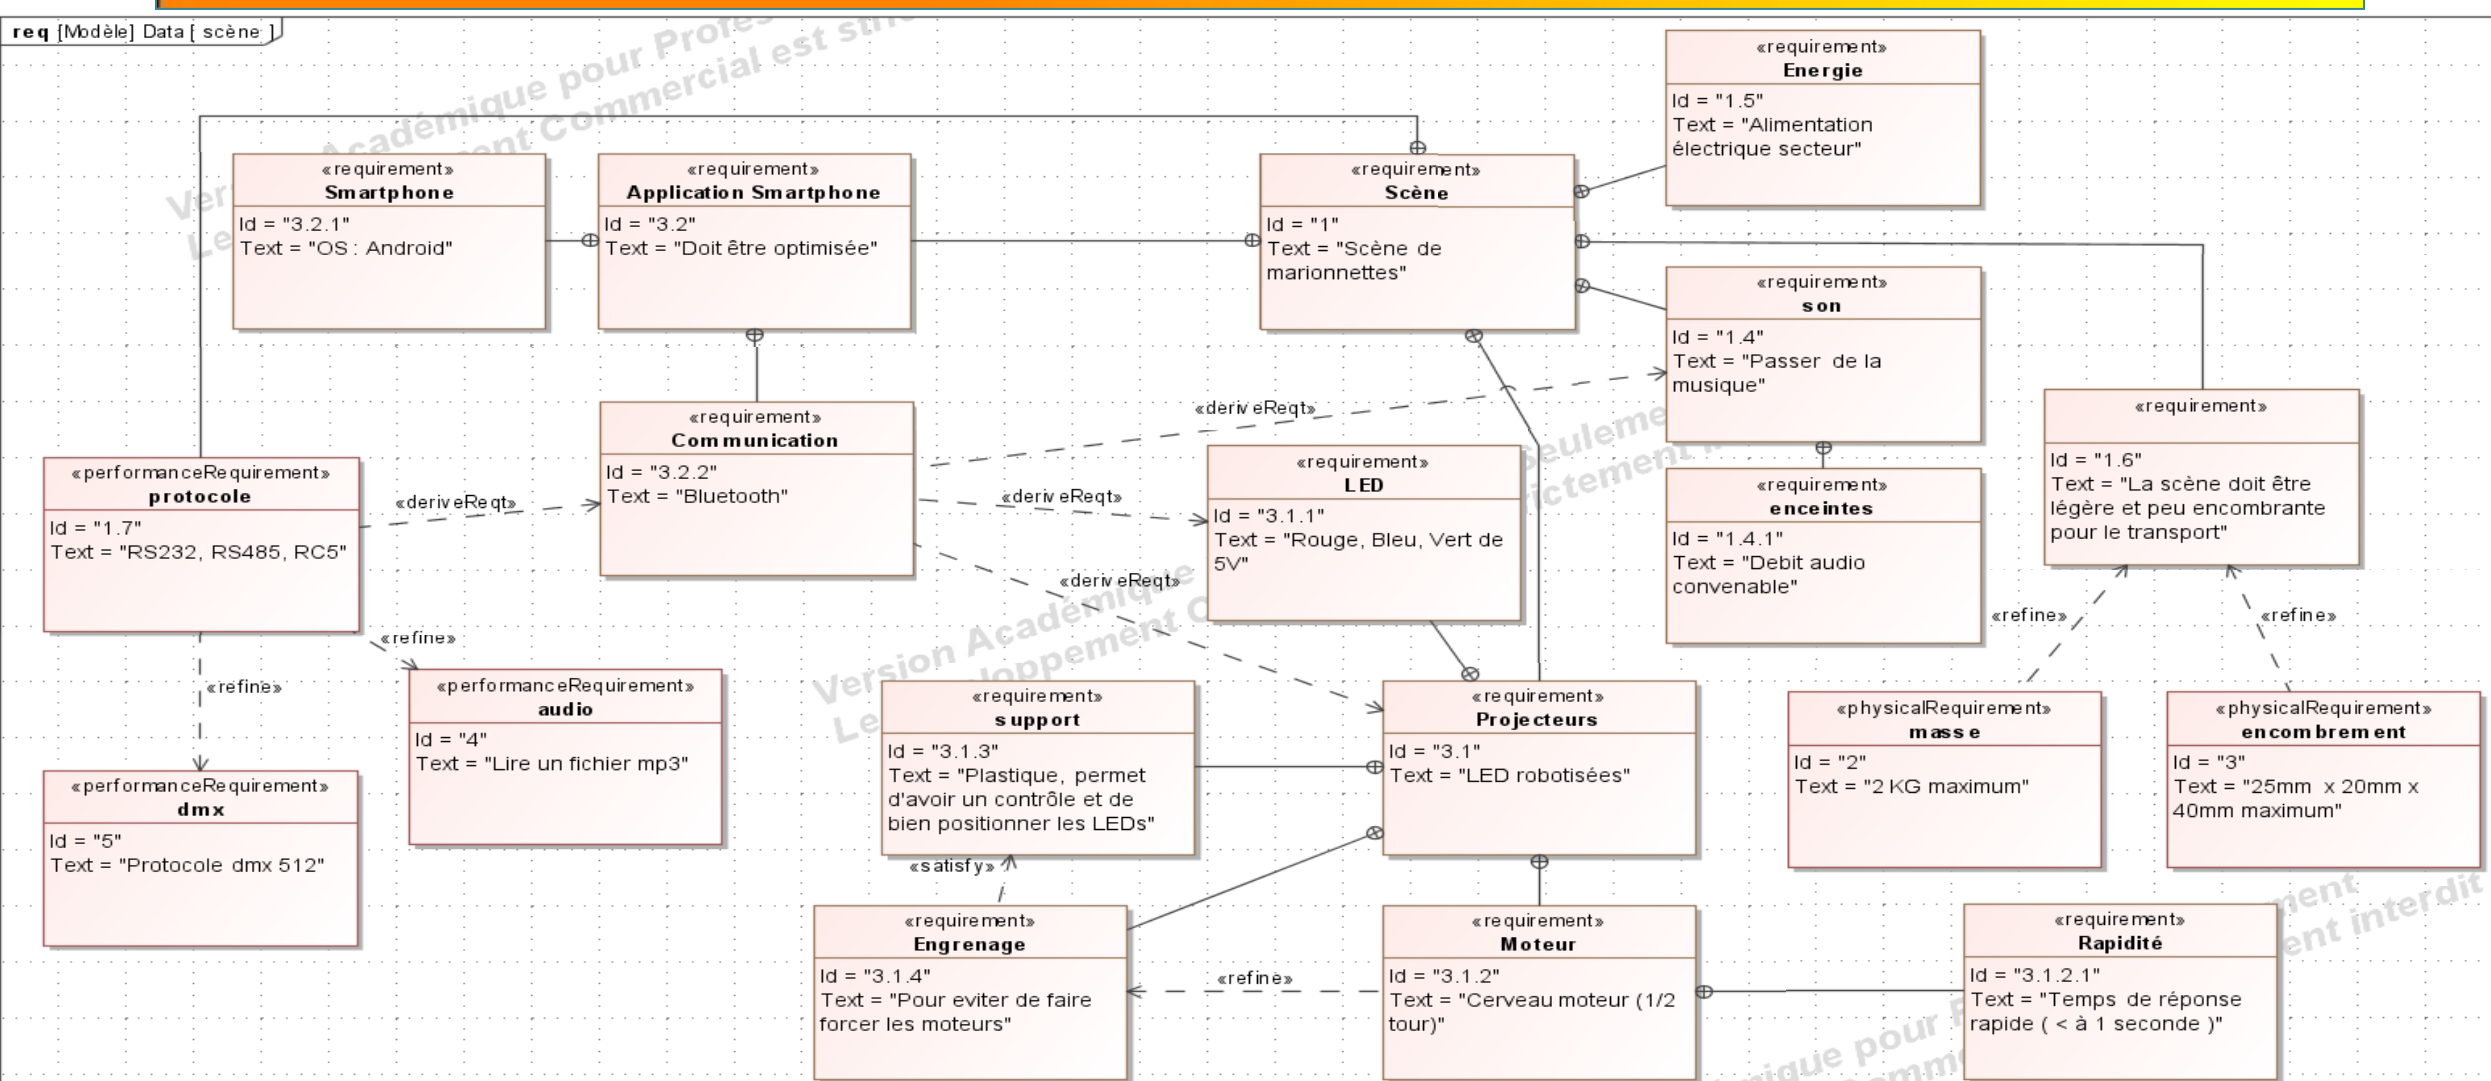 req [Modèle] Data [ scène ]
«requirement»
Energie
Id = "1.5"
Text = "Alimentation
électrique secteur"
«requirement»
Smartphone
Id = "3.2.1"
Text = "OS : Android"
«requirement»
Application Smartphone
Id = "3.2"
Text = "Doit être optimisée"
«requirement»
Scène
Id = "1"
Text = "Scène de
marionnettes"
«requirement»
son
Id = "1.4"
Text = "Passer de la
musique"
«requirement»
Communication
Id = "3.2.2"
Text = "Bluetooth"
«deriveReqt»
«deriveReqt»
«deriveReqt»
«deriveReqt»
«requirement»
LED
Id = "3.1.1"
Text = "Rouge, Bleu, Vert de
5V"
«requirement»
enceintes
Id = "1.4.1"
Text = "Debit audio
convenable"
«requirement»
Id = "1.6"
Text = "La scène doit être
légère et peu encombrante
pour le transport"
«performanceRequirement»
protocole
Id = "1.7"
Text = "RS232, RS485, RC5"
«refine»
«refine»
«refine»
«refine»
«performanceRequirement»
audio
Id = "4"
Text = "Lire un fichier mp3"
«performanceRequirement»
dmx
Id = "5"
Text = "Protocole dmx 512"
«requirement»
support
Id = "3.1.3"
Text = "Plastique, permet
d'avoir un contrôle et de
bien positionner les LEDs"
«requirement»
Projecteurs
Id = "3.1"
Text = "LED robotisées"
«physicalRequirement»
masse
Id = "2"
Text = "2 KG maximum"
«physicalRequirement»
encombrement
Id = "3"
Text = "25mm x 20mm x
40mm maximum"
«satisfy»
«requirement»
Engrenage
Id = "3.1.4"
Text = "Pour eviter de faire
forcer les moteurs"
«refine»
«requirement»
Moteur
Id = "3.1.2"
Text = "Cerveau moteur (1/2
tour)"
«requirement»
Rapidité
Id = "3.1.2.1"
Text = "Temps de réponse
rapide ( < à 1 seconde )"
Académique pour
Commercial est
Version Académique
interdit
pour